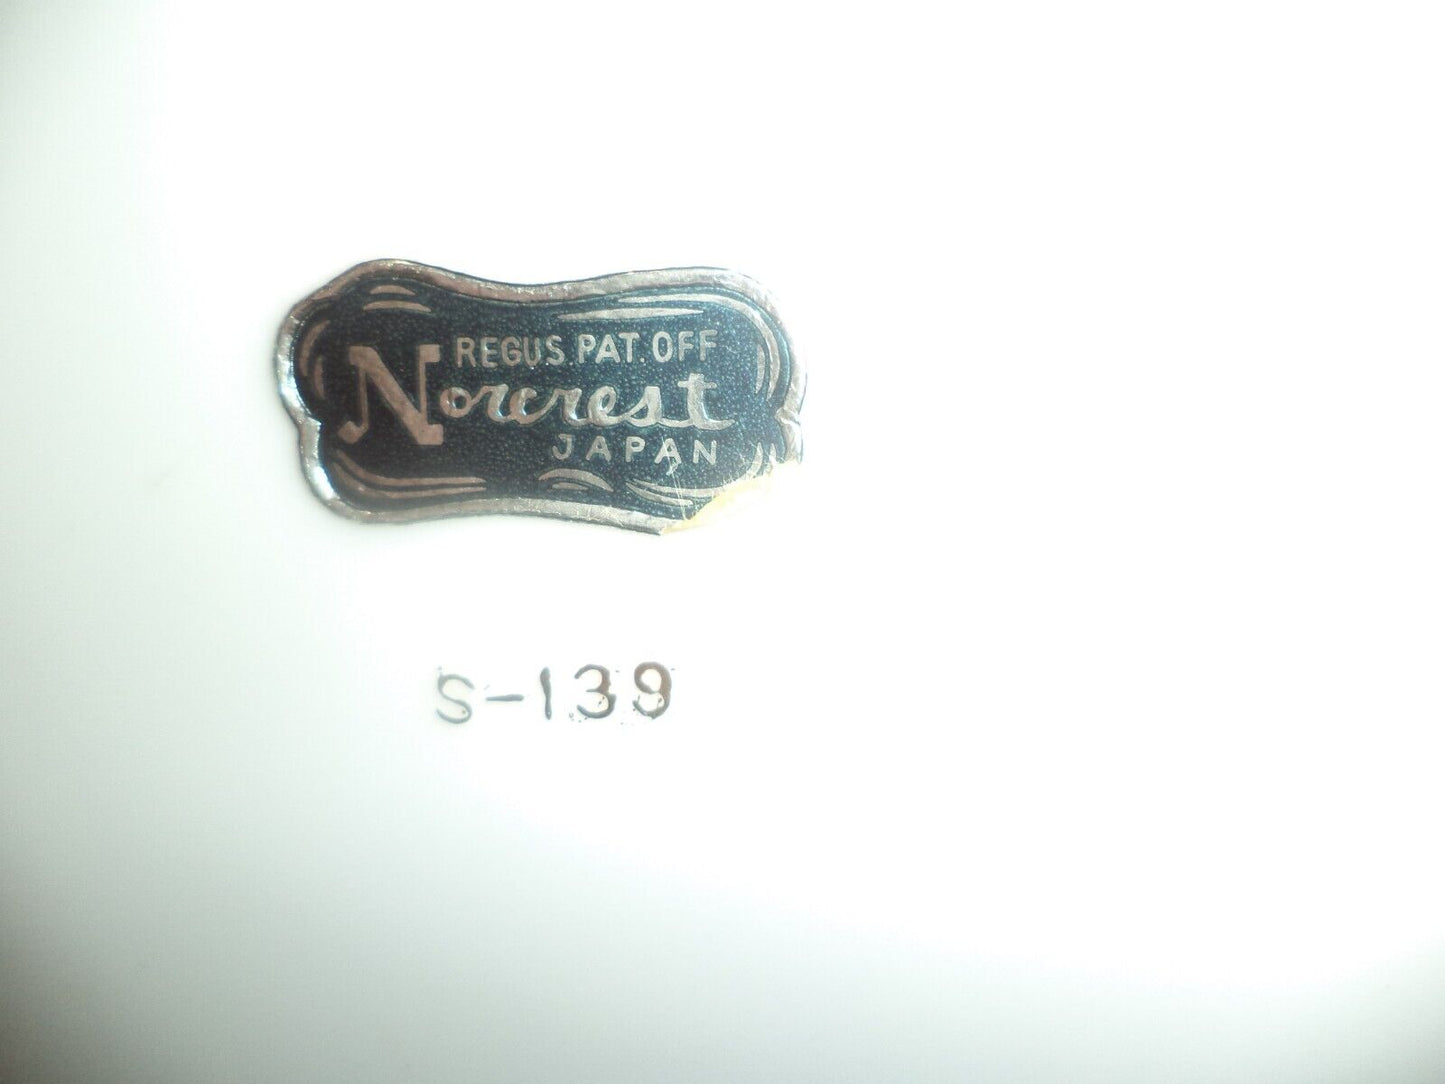 REG US. PAT. OFF
Norcrest
JAPAN
S-139